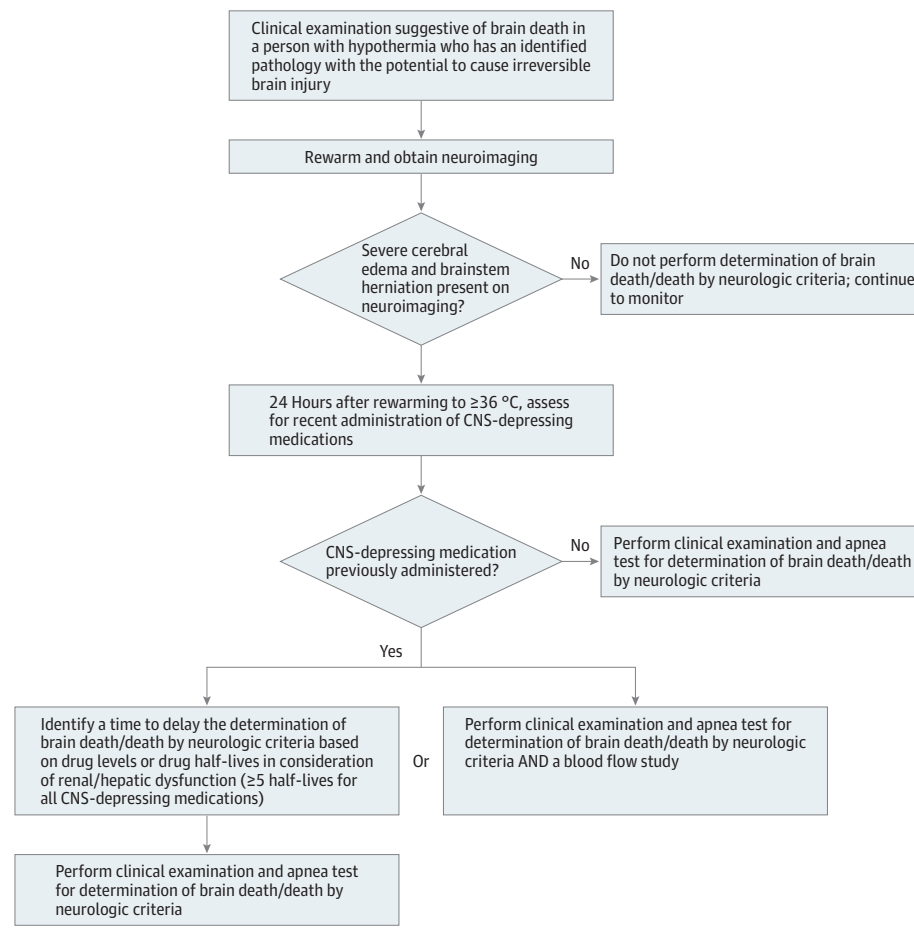 Clinical examination suggestive of brain death in
a person with hypothermia who has an identified
pathology with the potential to cause irreversible
brain injury
Rewarm and obtain neuroimaging
Severe cerebral
edema and brainstem
herniation present on
neuroimaging?
No
Do not perform determination of brain
death/death by neurologic criteria; continue
to monitor
24 Hours after rewarming to ≥36 °C, assess
for recent administration of CNS-depressing
medications
CNS-depressing medication
previously administered?
No
Perform clinical examination and apnea
test for determination of brain death/death
by neurologic criteria
Yes
Identify a time to delay the determination of
brain death/death by neurologic criteria based
on drug levels or drug half-lives in consideration
of renal/hepatic dysfunction (≥5 half-lives for
all CNS-depressing medications)
Or
Perform clinical examination and apnea test for
determination of brain death/death by neurologic
criteria AND a blood flow study
Perform clinical examination and apnea test
for determination of brain death/death by
neurologic criteria